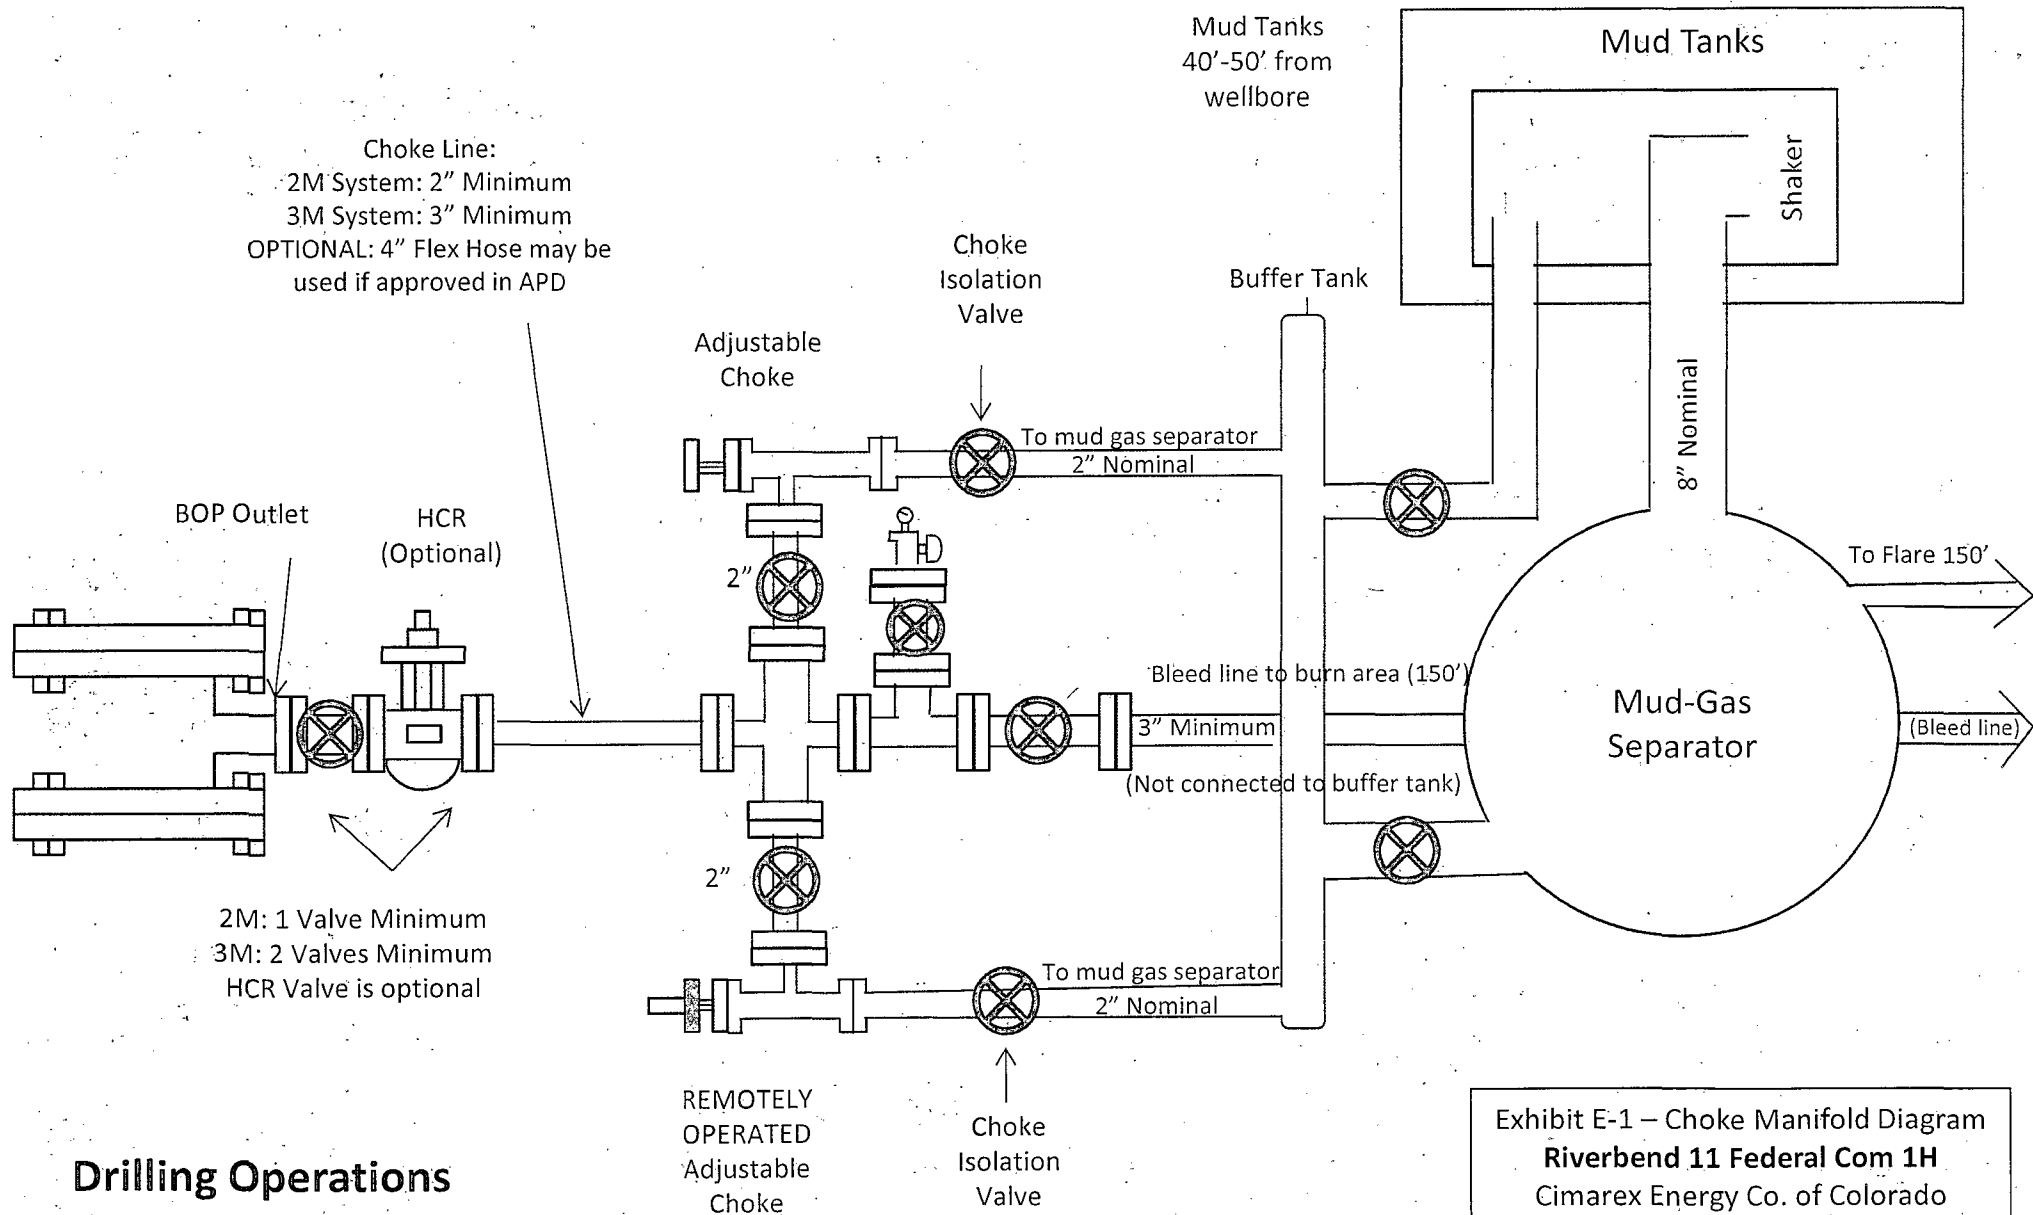 Mud Tanks
40’-50’ from
wellbore
Mud Tanks
Shaker
Choke Line:
2M System: 2” Minimum
3M System: 3” Minimum
OPTIONAL: 4” Flex Hose may be
used if approved in APD
Choke
Isolation
Valve
Buffer Tank
Adjustable
Choke
8” Nominal
To mud gas separator
2” Nominal
BOP Outlet
HCR
(Optional)
2”
To Flare 150’
Bleed line to burn area (150’)
3” Minimum
(Not connected to buffer tank)
Mud-Gas
Separator
(Bleed line)
2”
2M: 1 Valve Minimum
3M: 2 Valves Minimum
HCR Valve is optional
To mud gas separator
2” Nominal
REMOTELY
OPERATED
Adjustable
Choke
Choke
Isolation
Valve
Drilling Operations
Exhibit E-1 – Choke Manifold Diagram
Riverbend 11 Federal Com 1H
Cimarex Energy Co. of Colorado